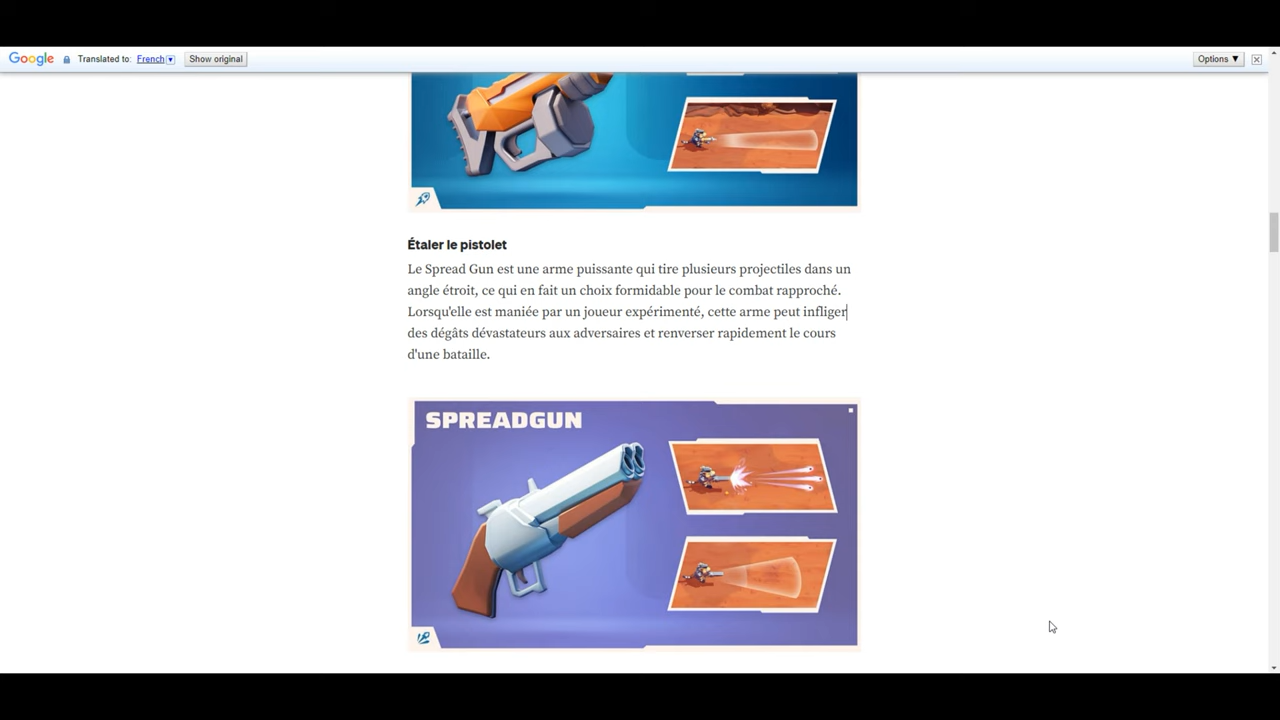 Google Translated to: French Show original Options ▼
Étaler le pistolet
Le Spread Gun est une arme puissante qui tire plusieurs projectiles dans un
angle étroit, ce qui en fait un choix formidable pour le combat rapproché.
Lorsqu'elle est maniée par un joueur expérimenté, cette arme peut infliger
des dégâts dévastateurs aux adversaires et renverser rapidement le cours
d'une bataille.
SPREADGUN